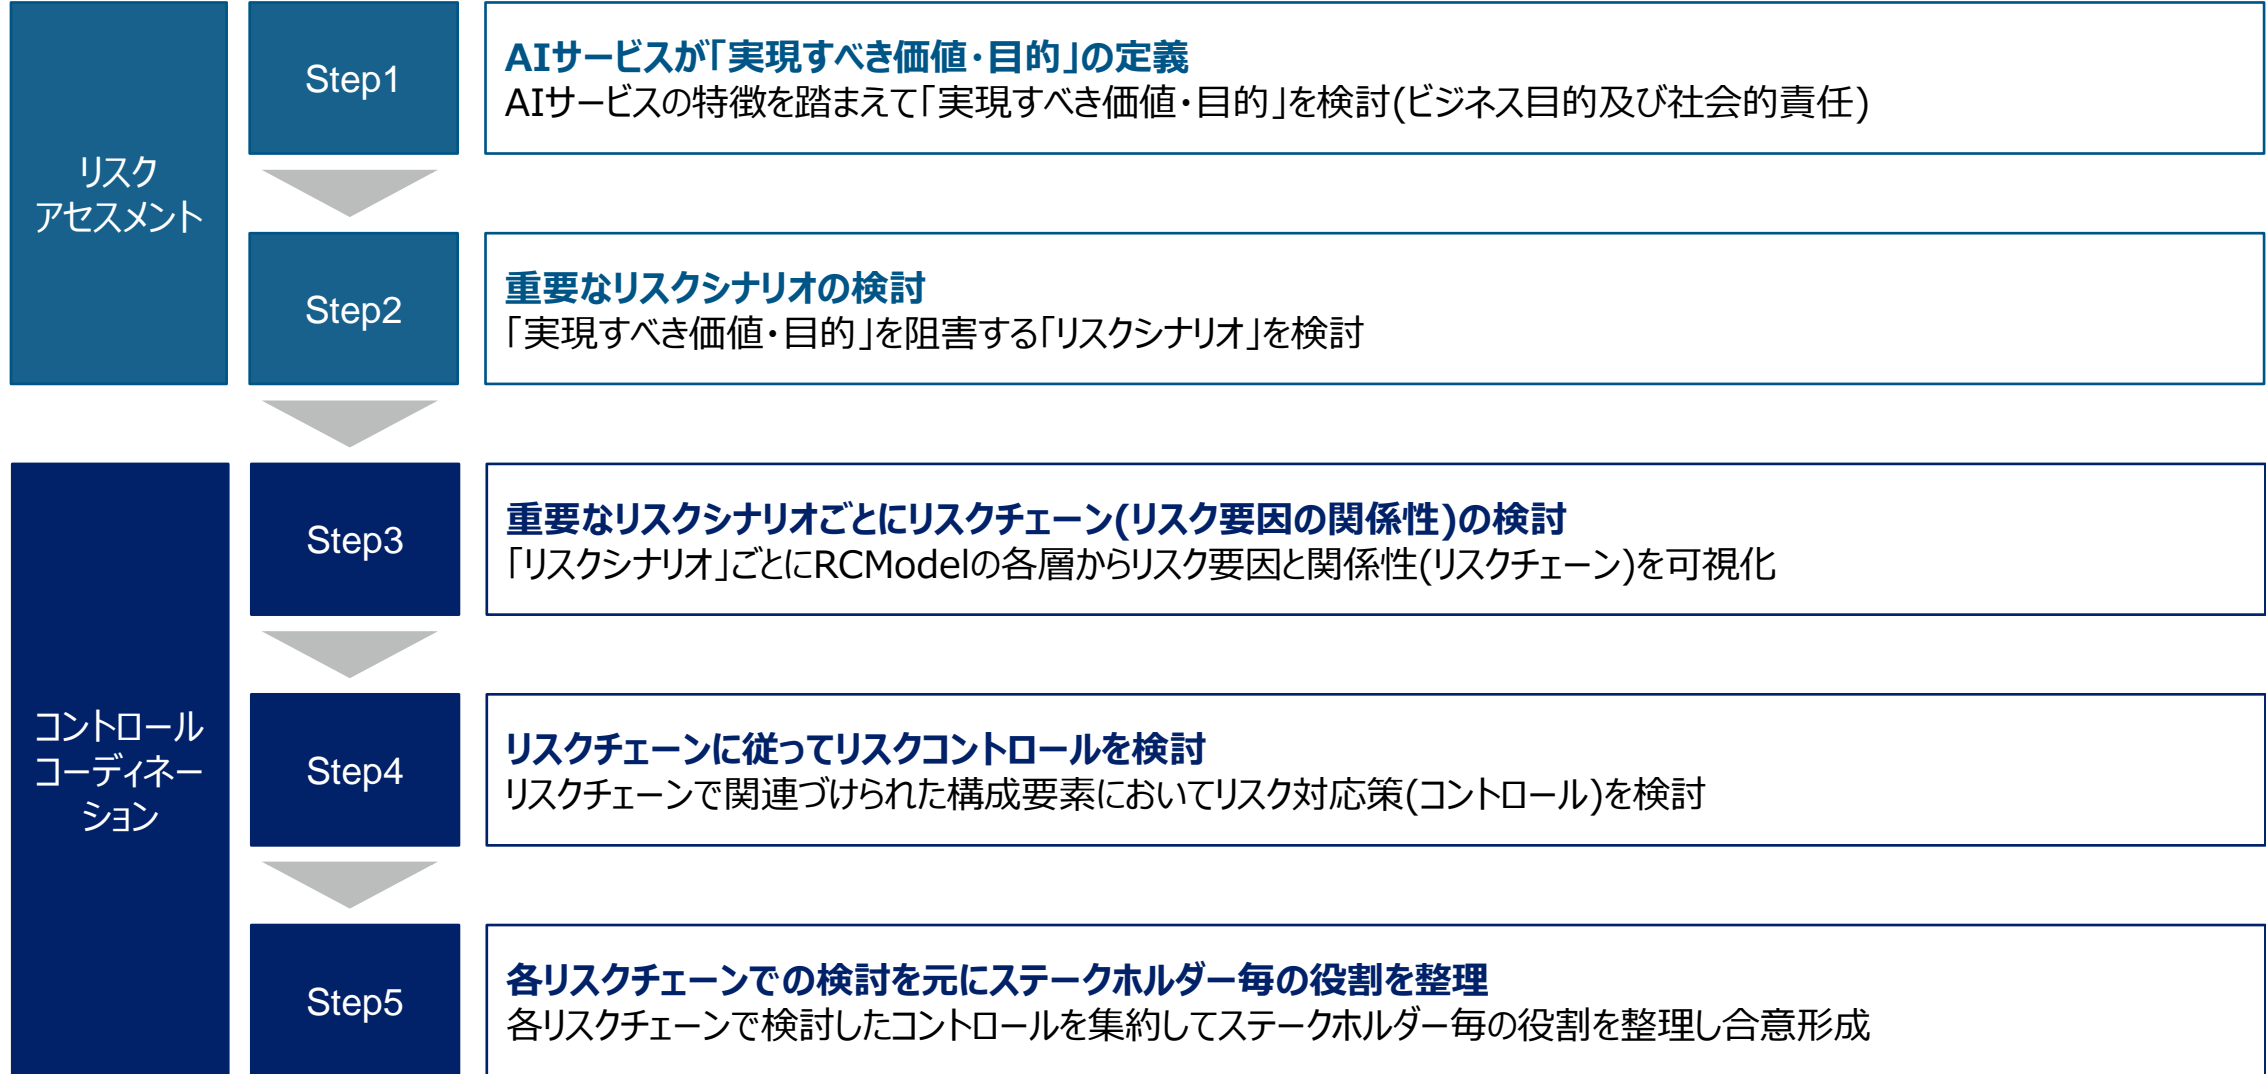 リスク
アセスメント
Step1
AIサービスが「実現すべき価値・目的」の定義
AIサービスの特徴を踏まえて「実現すべき価値・目的」を検討(ビジネス目的及び社会的責任)
Step2
重要なリスクシナリオの検討
「実現すべき価値・目的」を阻害する「リスクシナリオ」を検討
コントロール
コーディネー
ション
Step3
重要なリスクシナリオごとにリスクチェーン(リスク要因の関係性)の検討
「リスクシナリオ」ごとにRCModelの各層からリスク要因と関係性(リスクチェーン)を可視化
Step4
リスクチェーンに従ってリスクコントロールを検討
リスクチェーンで関連づけられた構成要素においてリスク対応策(コントロール)を検討
Step5
各リスクチェーンでの検討を元にステークホルダー毎の役割を整理
各リスクチェーンで検討したコントロールを集約してステークホルダー毎の役割を整理し合意形成